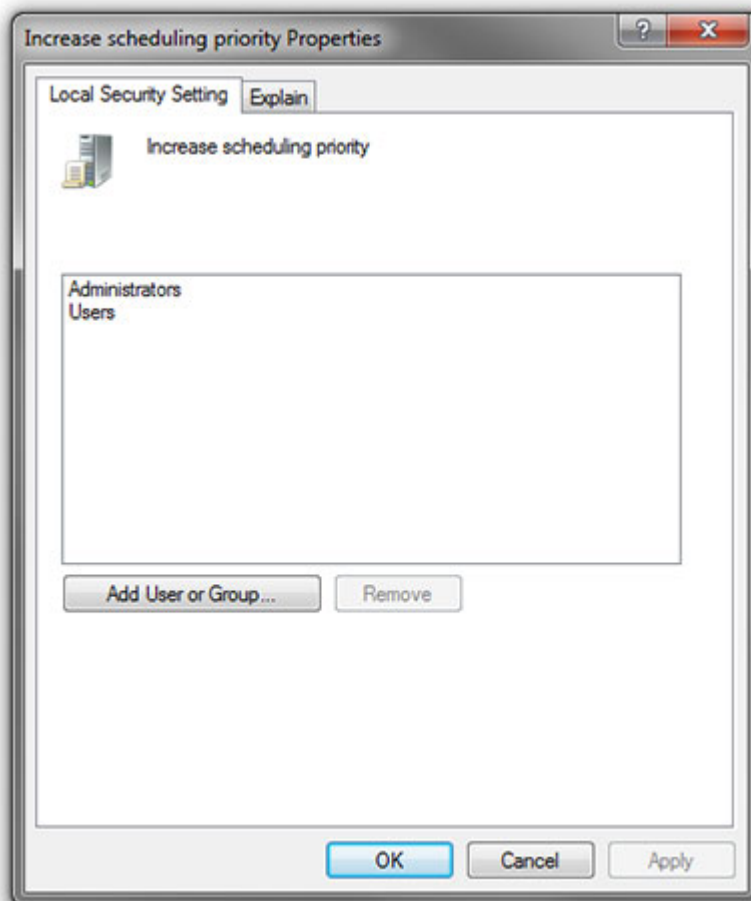 Increase scheduling priority Properties
?
Local Security Setting
Explain
Increase scheduling priority
Administrators
Users
Add User or Group...
Remove
OK
Cancel
Apply